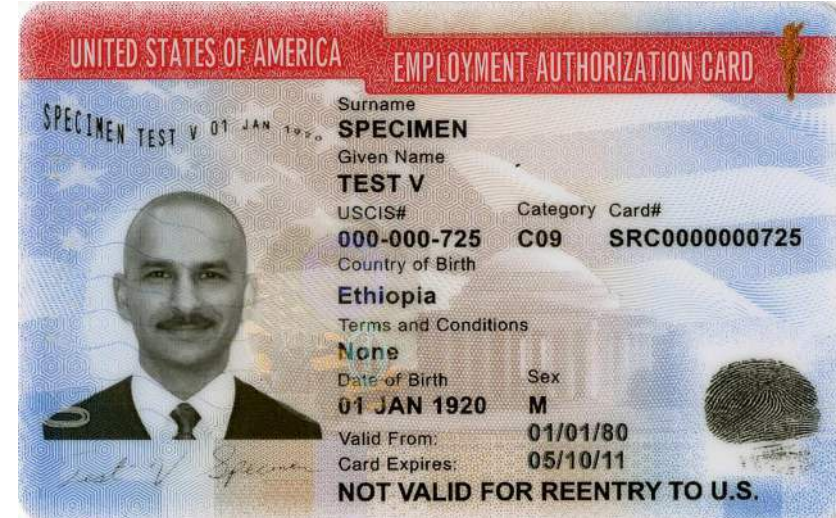 UNITED STATES OF AMERICA
EMPLOYMENT AUTHORIZATION CARD
SPECIMEN TEST V 01 JAN 1920
Surname
SPECIMEN
Given Name
TEST V
USCIS# Category Card#
000-000-725 C09 SRC0000000725
Country of Birth
Ethiopia
Terms and Conditions
None
Date of Birth Sex
01 JAN 1920 M
Valid From: 01/01/80
Card Expires: 05/10/11
NOT VALID FOR REENTRY TO U.S.
Test V Specimen